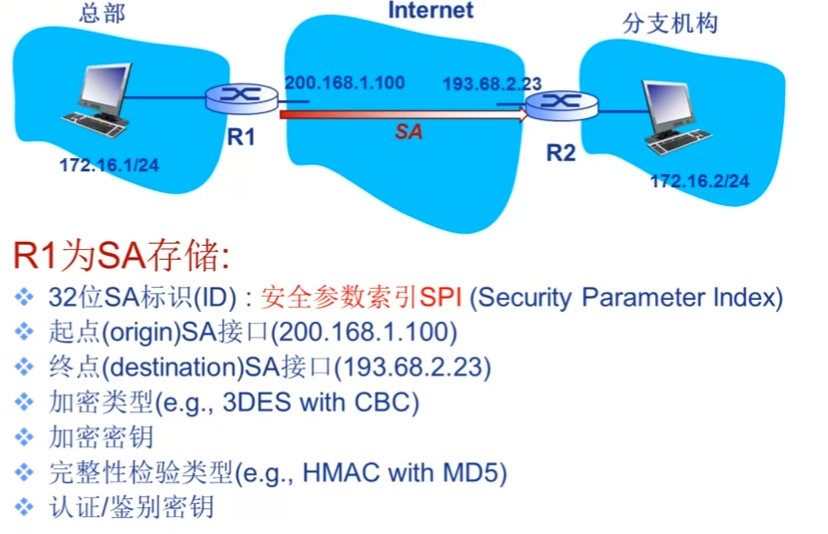 总部
Internet
分支机构
200.168.1.100
193.68.2.23
R1
SA
R2
172.16.1/24
172.16.2/24
R1为SA存储:
❖ 32位SA标识(ID) : 安全参数索引SPI (Security Parameter Index)
❖ 起点(origin)SA接口(200.168.1.100)
❖ 终点(destination)SA接口(193.68.2.23)
❖ 加密类型(e.g., 3DES with CBC)
❖ 加密密钥
❖ 完整性检验类型(e.g., HMAC with MD5)
❖ 认证/鉴别密钥